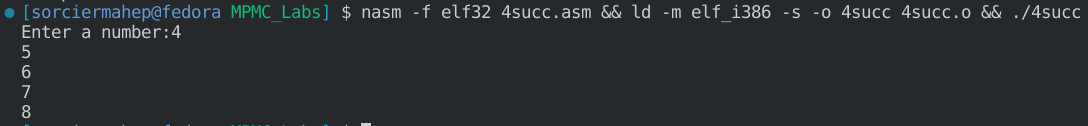 [sorciermahep@fedora MPMC_Labs] $ nasm -f elf32 4succ.asm && ld -m elf_i386 -s -o 4succ 4succ.o && ./4succ
Enter a number:4
5
6
7
8